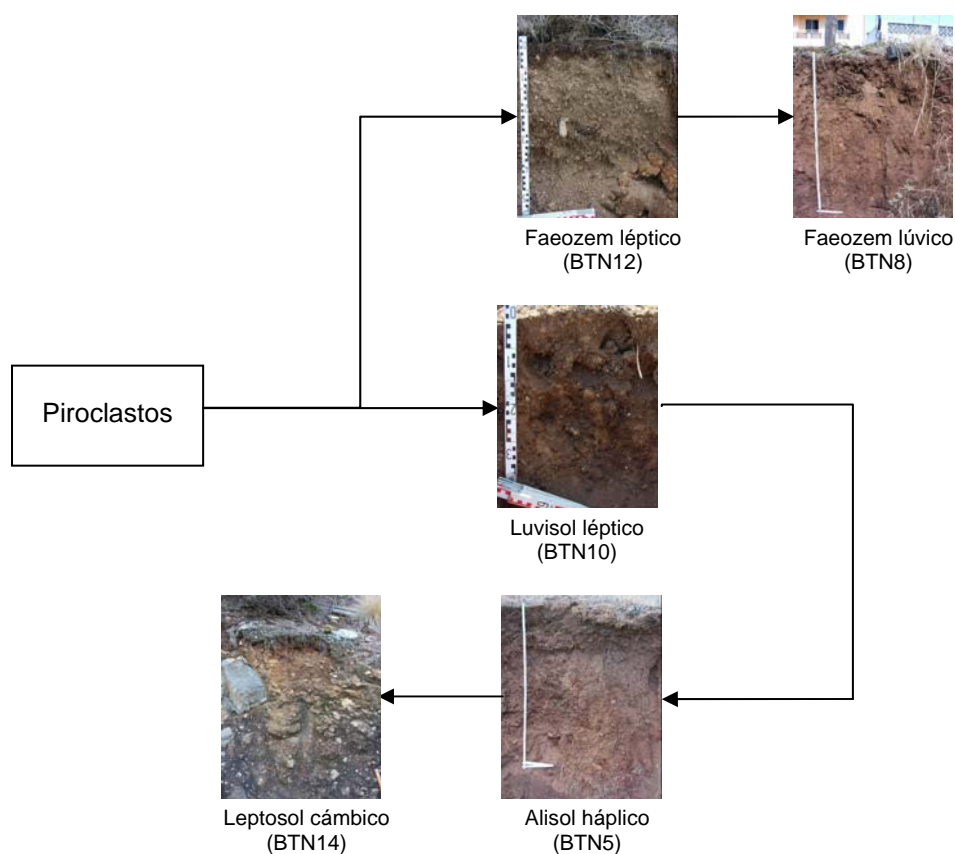 Faeozem léptico
(BTN12)
Faeozem lúvico
(BTN8)
Piroclastos
Luvisol léptico
(BTN10)
Leptosol cámbico
(BTN14)
Alisol háplico
(BTN5)